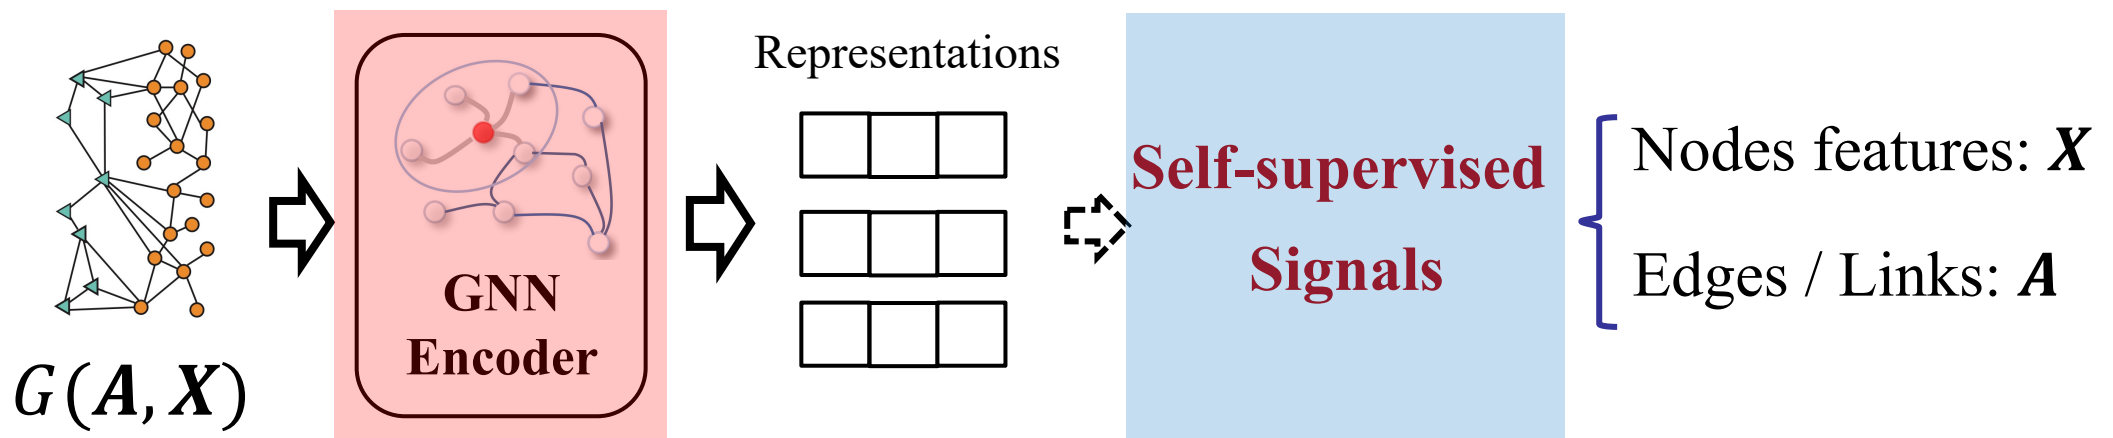 G(A, X)
GNN
Encoder
Representations
Self-supervised
Signals
Nodes features: X
Edges / Links: A